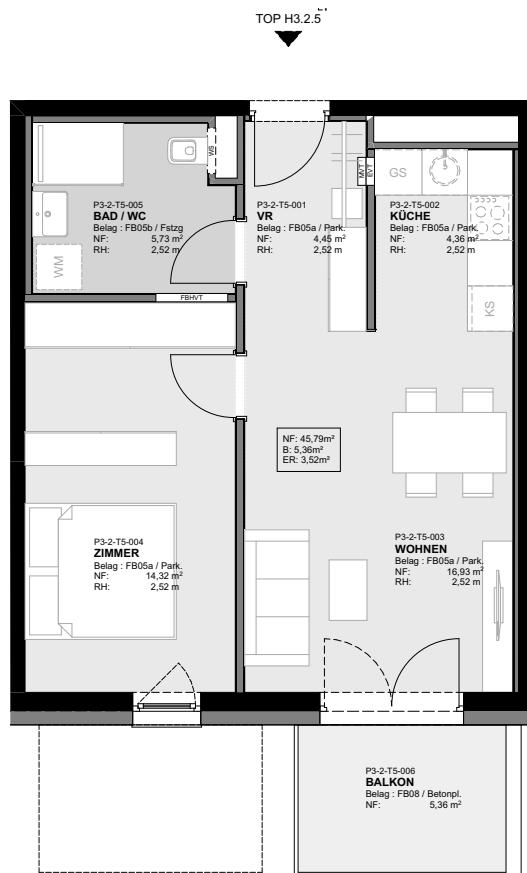 TOP H3.2.5
WS
P3-2-T5-005
BAD / WC
Belag : FB05b / Fstzg
NF: 5,73 m²
RH: 2,52 m
WM
FBHVT
P3-2-T5-001
VR
Belag : FB05a / Park.
NF: 4,45 m²
RH: 2,52 m
MVT
EVT
GS
P3-2-T5-002
KÜCHE
Belag : FB05a / Park.
NF: 4,36 m²
RH: 2,52 m
KS
NF: 45,79m²
B: 5,36m²
ER: 3,52m²
P3-2-T5-004
ZIMMER
Belag : FB05a / Park.
NF: 14,32 m²
RH: 2,52 m
P3-2-T5-003
WOHNEN
Belag : FB05a / Park.
NF: 16,93 m²
RH: 2,52 m
P3-2-T5-006
BALKON
Belag : FB08 / Betonpl.
NF: 5,36 m²